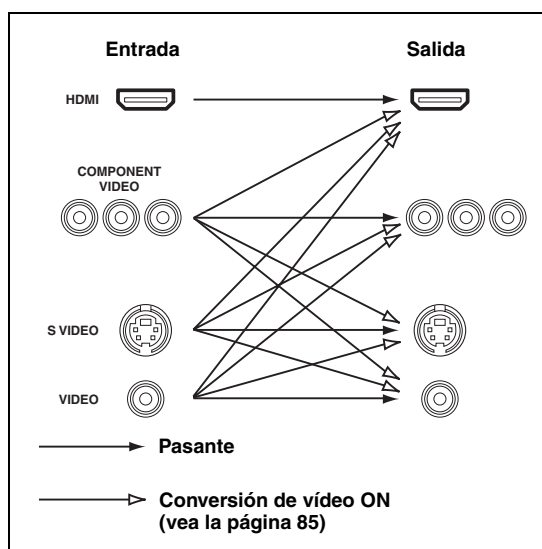 Entrada
Salida
HDMI
COMPONENT
VIDEO
S VIDEO
VIDEO
Pasante
Conversión de vídeo ON
(vea la página 85)